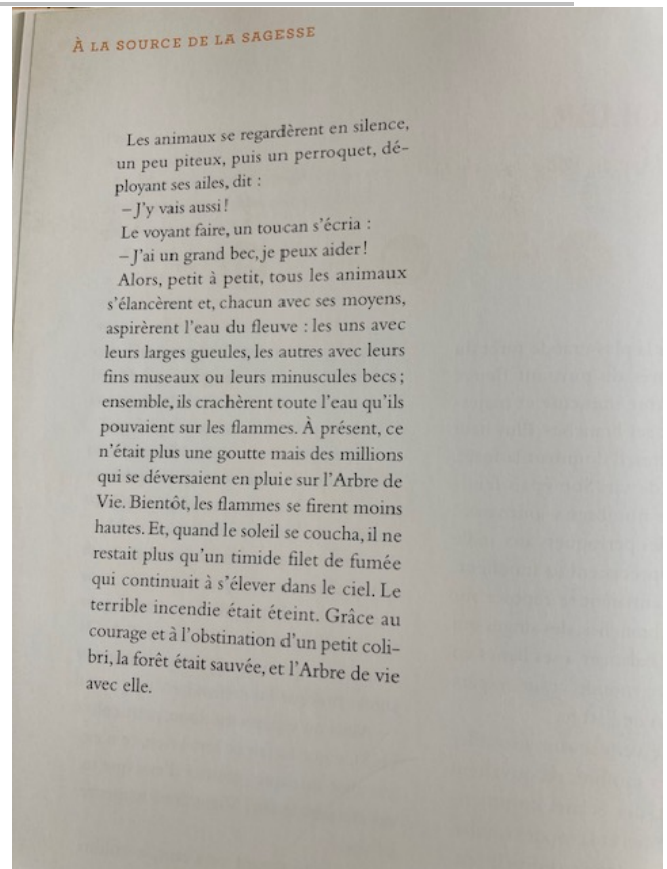 À LA SOURCE DE LA SAGESSE
Les animaux se regardèrent en silence,
un peu piteux, puis un perroquet, dé-
ployant ses ailes, dit :
– J'y vais aussi !
Le voyant faire, un toucan s'écria :
– J'ai un grand bec, je peux aider !
Alors, petit à petit, tous les animaux
s'élancèrent et, chacun avec ses moyens,
aspirèrent l'eau du fleuve : les uns avec
leurs larges gueules, les autres avec leurs
fins museaux ou leurs minuscules becs ;
ensemble, ils crachèrent toute l'eau qu'ils
pouvaient sur les flammes. À présent, ce
n'était plus une goutte mais des millions
qui se déversaient en pluie sur l'Arbre de
Vie. Bientôt, les flammes se firent moins
hautes. Et, quand le soleil se coucha, il ne
restait plus qu'un timide filet de fumée
qui continuait à s'élever dans le ciel. Le
terrible incendie était éteint. Grâce au
courage et à l'obstination d'un petit coli-
bri, la forêt était sauvée, et l'Arbre de vie
avec elle.